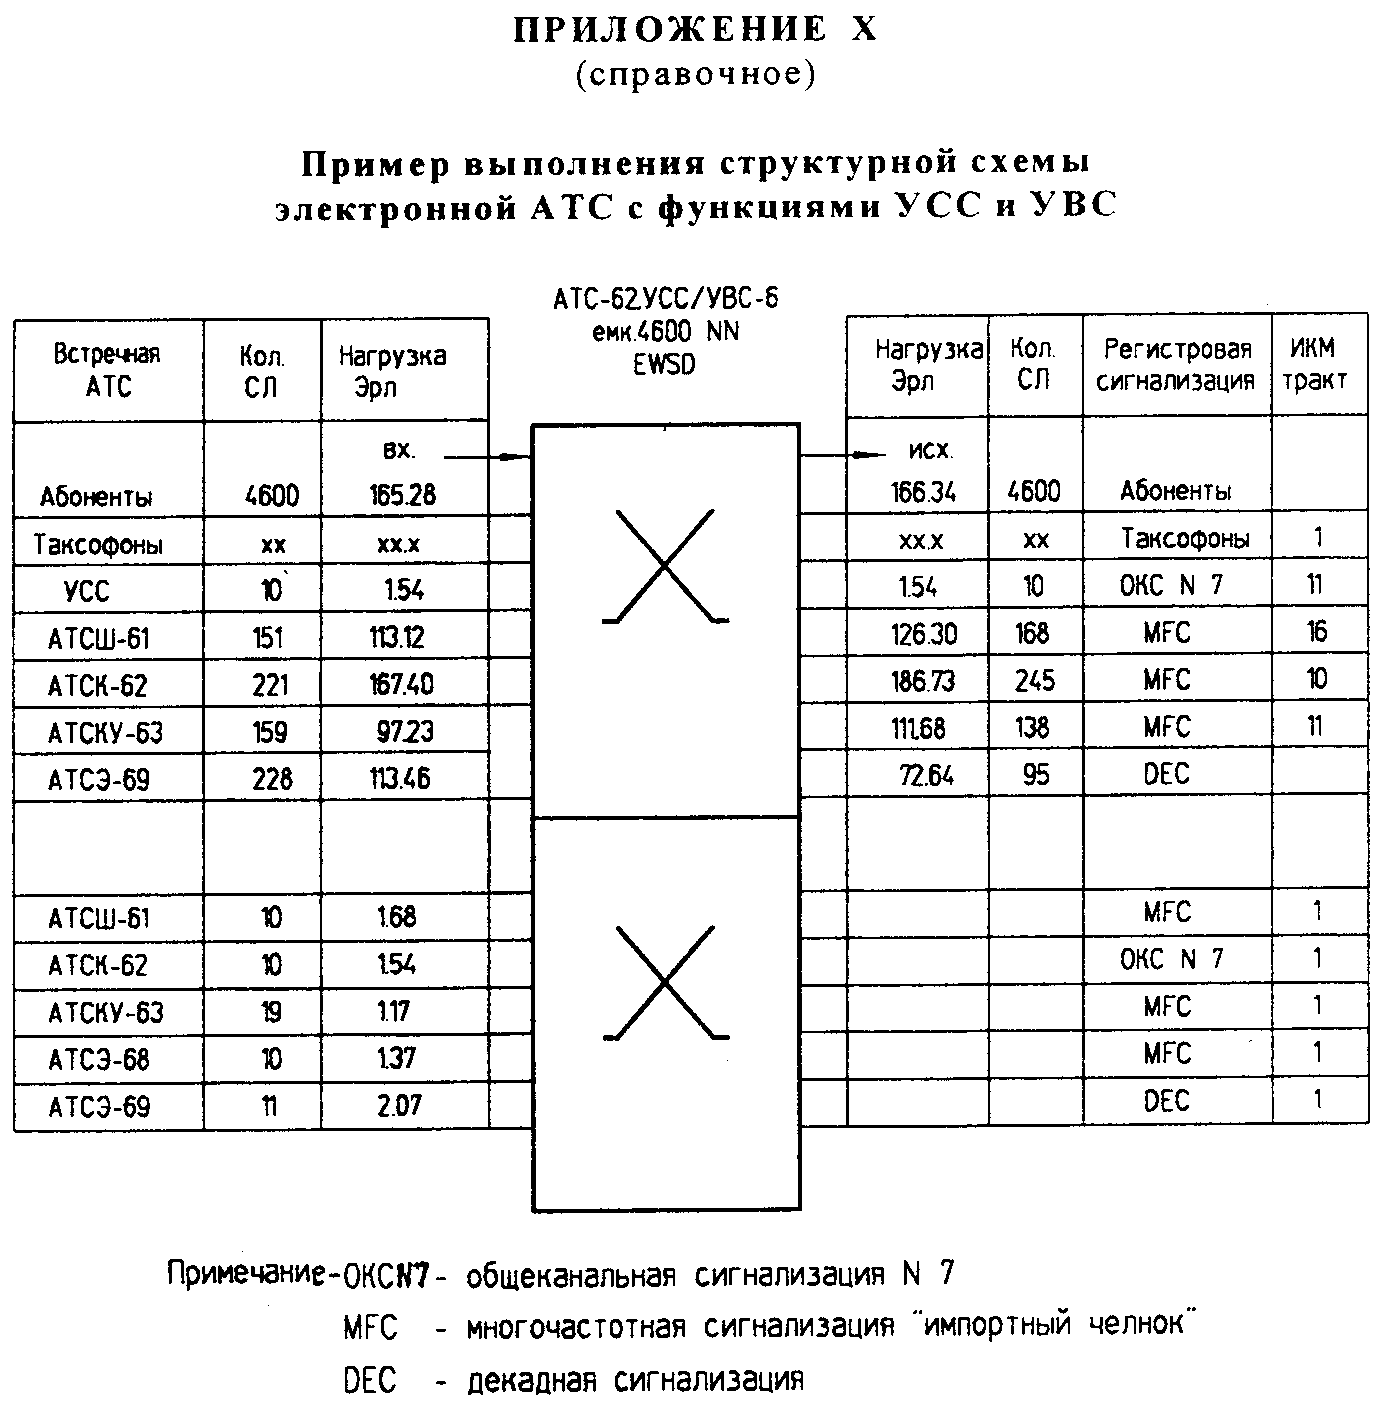 ПРИЛОЖЕНИЕ X
(справочное)
Пример выполнения структурной схемы
электронной АТС с функциями УСС и УВС
АТС-62.УСС/УВС-6
емк.4600 NN
EWSD
Встречная АТС Кол. СЛ Нагрузка Эрл Нагрузка Эрл Кол. СЛ Регистровая сигнализация ИКМ тракт
вх. исх.
Абоненты 4600 165.28 166.34 4600 Абоненты
Таксофоны хх хх.х хх.х хх Таксофоны 1
УСС 10 1.54 1.54 10 ОКС N 7 11
АТСШ-61 151 113.12 126.30 168 MFC 16
АТСК-62 221 167.40 186.73 245 MFC 10
АТСКУ-63 159 97.23 111.68 138 MFC 11
АТСЭ-69 228 113.46 72.64 95 DEC
АТСШ-61 10 1.68 MFC 1
АТСК-62 10 1.54 ОКС N 7 1
АТСКУ-63 19 1.17 MFC 1
АТСЭ-68 10 1.37 MFC 1
АТСЭ-69 11 2.07 DEC 1
Примечание-ОКСN7 - общеканальная сигнализация N 7
MFC - многочастотная сигнализация "импортный челнок"
DEC - декадная сигнализация